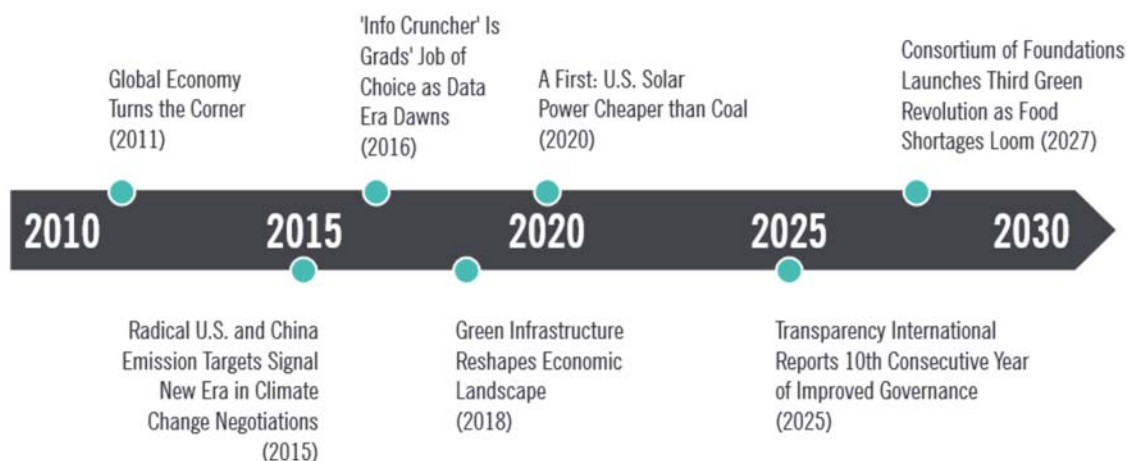 Global Economy
Turns the Corner
(2011)
'Info Cruncher' Is
Grads' Job of
Choice as Data
Era Dawns
(2016)
A First: U.S. Solar
Power Cheaper than Coal
(2020)
Consortium of Foundations
Launches Third Green
Revolution as Food
Shortages Loom (2027)
2010 2015 2020 2025 2030
Radical U.S. and China
Emission Targets Signal
New Era in Climate
Change Negotiations
(2015)
Green Infrastructure
Reshapes Economic
Landscape
(2018)
Transparency International
Reports 10th Consecutive Year
of Improved Governance
(2025)